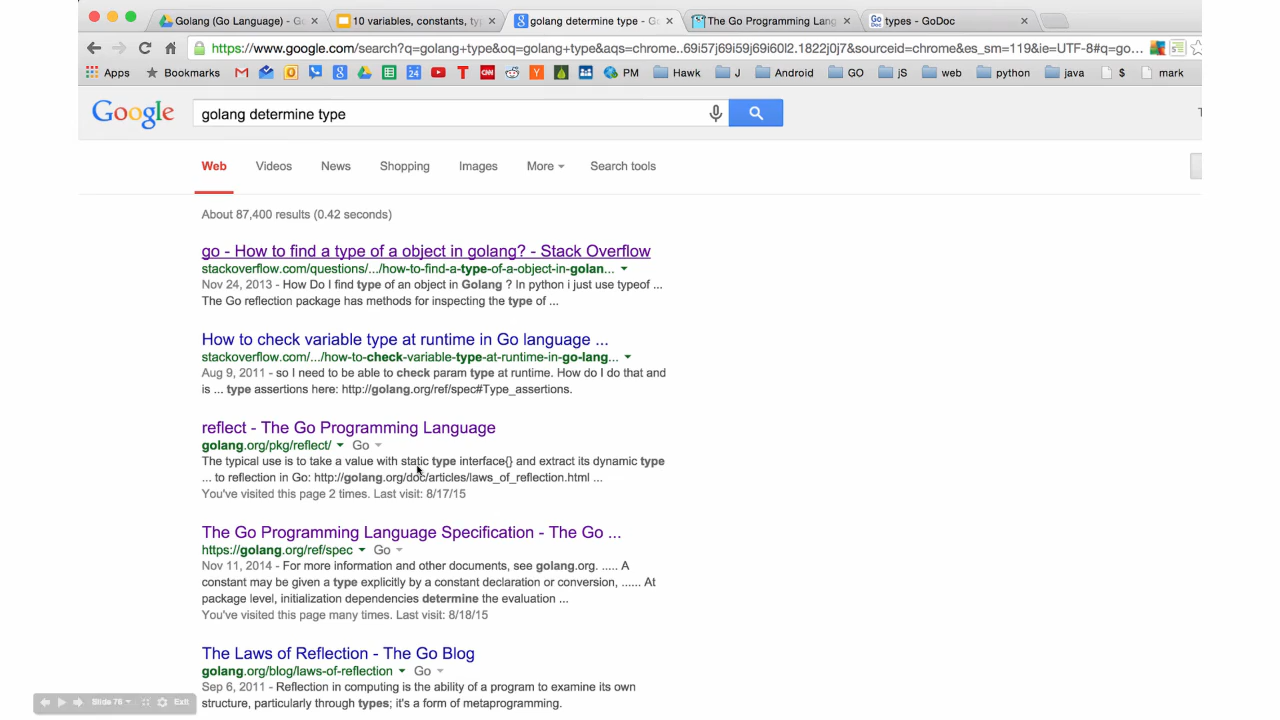 Golang (Go Language) - Go
10 variables, constants, ty
golang determine type - Go
The Go Programming Lang
types - GoDoc
https://www.google.com/search?q=golang+type&oq=golang+type&aqs=chrome..69i57j69i59j69i60l2.1822j0j7&sourceid=chrome&es_sm=119&ie=UTF-8#q=go...
Apps
Bookmarks
24
T
CNN
Y
PM
Hawk
J
Android
GO
jS
web
python
java
$
mark
Google
golang determine type
Web
Videos
News
Shopping
Images
More
Search tools
About 87,400 results (0.42 seconds)
go - How to find a type of a object in golang? - Stack Overflow
stackoverflow.com/questions/.../how-to-find-a-type-of-a-object-in-golan...
Nov 24, 2013 - How Do I find type of an object in Golang ? In python i just use typeof ...
The Go reflection package has methods for inspecting the type of ...
How to check variable type at runtime in Go language ...
stackoverflow.com/.../how-to-check-variable-type-at-runtime-in-go-lang...
Aug 9, 2011 - so I need to be able to check param type at runtime. How do I do that and
is ... type assertions here: http://golang.org/ref/spec#Type_assertions.
reflect - The Go Programming Language
golang.org/pkg/reflect/
Go
The typical use is to take a value with static type interface{} and extract its dynamic type
... to reflection in Go: http://golang.org/doc/articles/laws_of_reflection.html ...
You've visited this page 2 times. Last visit: 8/17/15
The Go Programming Language Specification - The Go ...
https://golang.org/ref/spec
Go
Nov 11, 2014 - For more information and other documents, see golang.org. ..... A
constant may be given a type explicitly by a constant declaration or conversion, ...... At
package level, initialization dependencies determine the evaluation ...
You've visited this page many times. Last visit: 8/18/15
The Laws of Reflection - The Go Blog
golang.org/blog/laws-of-reflection
Go
Sep 6, 2011 - Reflection in computing is the ability of a program to examine its own
structure, particularly through types; it's a form of metaprogramming.
Slide 78
Exit